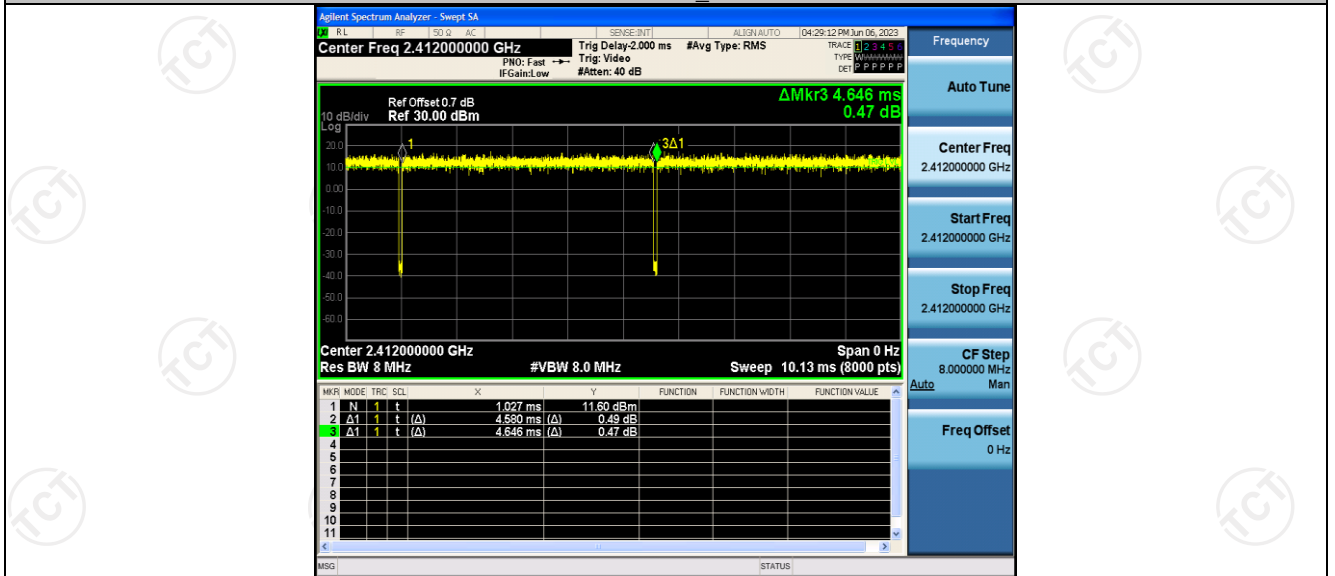 Agilent Spectrum Analyzer - Swept SA
RL RF 50 Ω AC SENSE:INT ALIGN AUTO 04:29:12 PM Jun 06, 2023
Center Freq 2.412000000 GHz
Trig Delay-2.000 ms #Avg Type: RMS
TRACE 1 2 3 4 5 6
PNO: Fast Trig: Video
TYPE
IFGain:Low #Atten: 40 dB
DET P P P P P P
Frequency
Auto Tune
Center Freq
2.412000000 GHz
Start Freq
2.412000000 GHz
Stop Freq
2.412000000 GHz
CF Step
8.000000 MHz
Auto Man
Freq Offset
0 Hz
ΔMkr3 4.646 ms
0.47 dB
Ref Offset 0.7 dB
10 dB/div Ref 30.00 dBm
Log
20.0
10.0
0.00
-10.0
-20.0
-30.0
-40.0
-50.0
-60.0
1
3Δ1
Center 2.412000000 GHz Span 0 Hz
Res BW 8 MHz #VBW 8.0 MHz Sweep 10.13 ms (8000 pts)
MKR MODE TRC SCL X Y FUNCTION FUNCTION WIDTH FUNCTION VALUE
1 N 1 t 1.027 ms 11.60 dBm
2 Δ1 1 t (Δ) 4.580 ms (Δ) 0.49 dB
3 Δ1 1 t (Δ) 4.646 ms (Δ) 0.47 dB
4
5
6
7
8
9
10
11
MSG STATUS
TCT
TCT
TCT
TCT
TCT
TCT
TCT
TCT